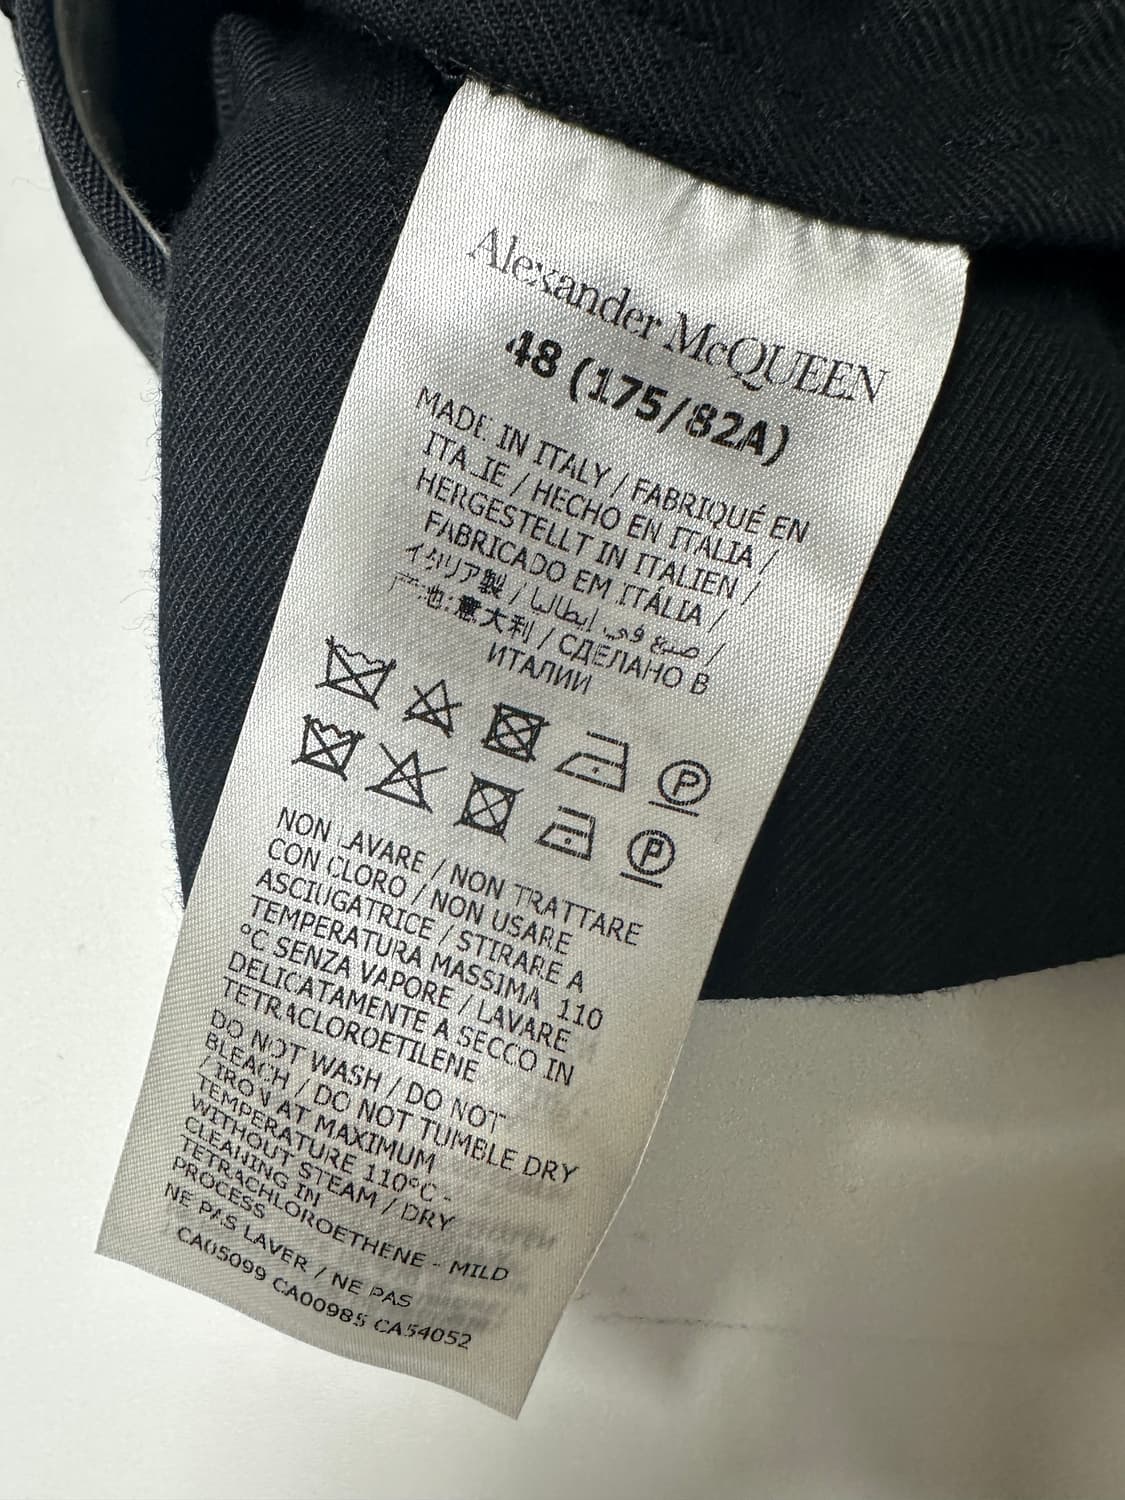 Alexander McQUEEN
48 (175/82A)
MADE IN ITALY / FABRIQUÉ EN
ITALIE / HECHO EN ITALIA /
HERGESTELLT IN ITALIEN /
FABRICADO EM ITÁLIA /
イタリア製 / صنع في إيطاليا /
产地:意大利 / СДЕЛАНО В
ИТАЛИИ
P
P
NON LAVARE / NON TRATTARE
CON CLORO / NON USARE
ASCIUGATRICE / STIRARE A
TEMPERATURA MASSIMA 110
°C SENZA VAPORE / LAVARE
DELICATAMENTE A SECCO IN
TETRACLOROETILENE
DO NOT WASH / DO NOT
BLEACH / DO NOT TUMBLE DRY
/ IRON AT MAXIMUM
TEMPERATURE 110°C -
WITHOUT STEAM / DRY
CLEANING IN
TETRACHLOROETHENE - MILD
PROCESS
NE PAS LAVER / NE PAS
CA05099 CA00985 CA54052